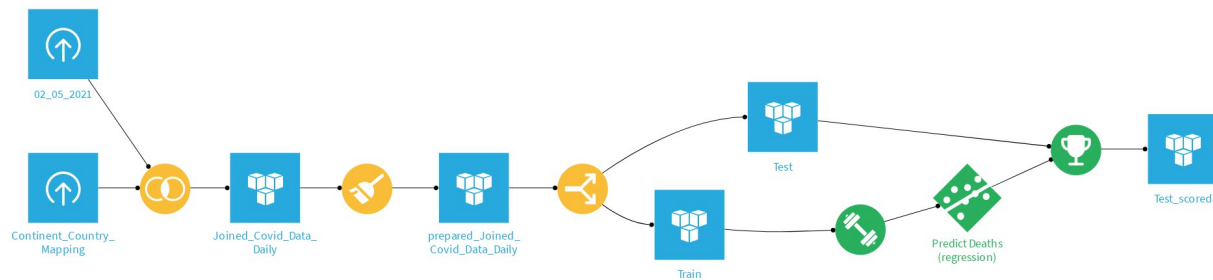 02_05_2021
Continent_Country_
Mapping
Joined_Covid_Data_
Daily
prepared_Joined_
Covid_Data_Daily
Test
Train
Predict Deaths
(regression)
Test_scored